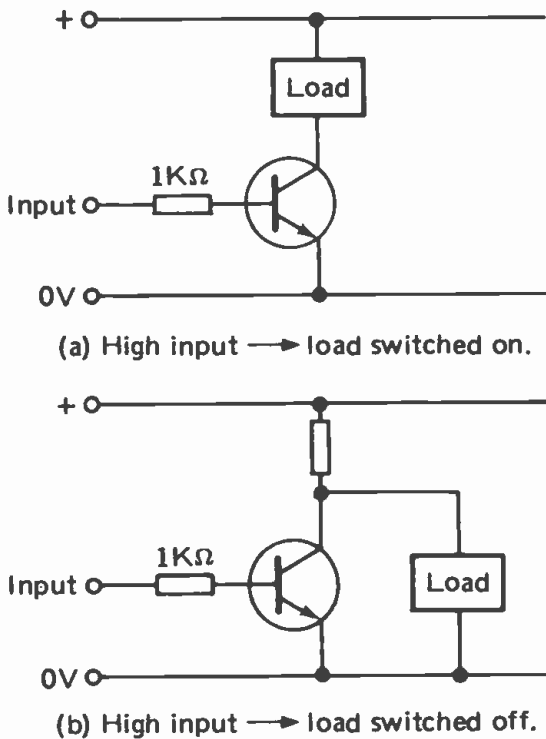 +
Load
1KΩ
Input
0V
(a) High input ⟶ load switched on.
+
1KΩ
Input
Load
0V
(b) High input ⟶ load switched off.